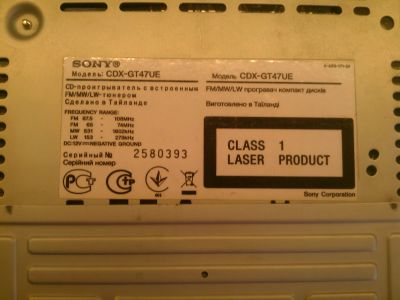 SONY®
Модель: CDX-GT47UE
CD-проигрыватель с встроенным
FM/MW/LW-тюнером
Сделано в Таиланде
FREQUENCY RANGE:
FM 87.5 - 108MHz
FM 65 - 74MHz
MW 531 - 1602kHz
LW 153 - 279kHz
DC12V NEGATIVE GROUND
Серийный №
Серійний номер
2580393
Модель CDX-GT47UE
FM/MW/LW програвач компакт дисків
Виготовлено в Таїланді
CLASS 1
LASER PRODUCT
Sony Corporation